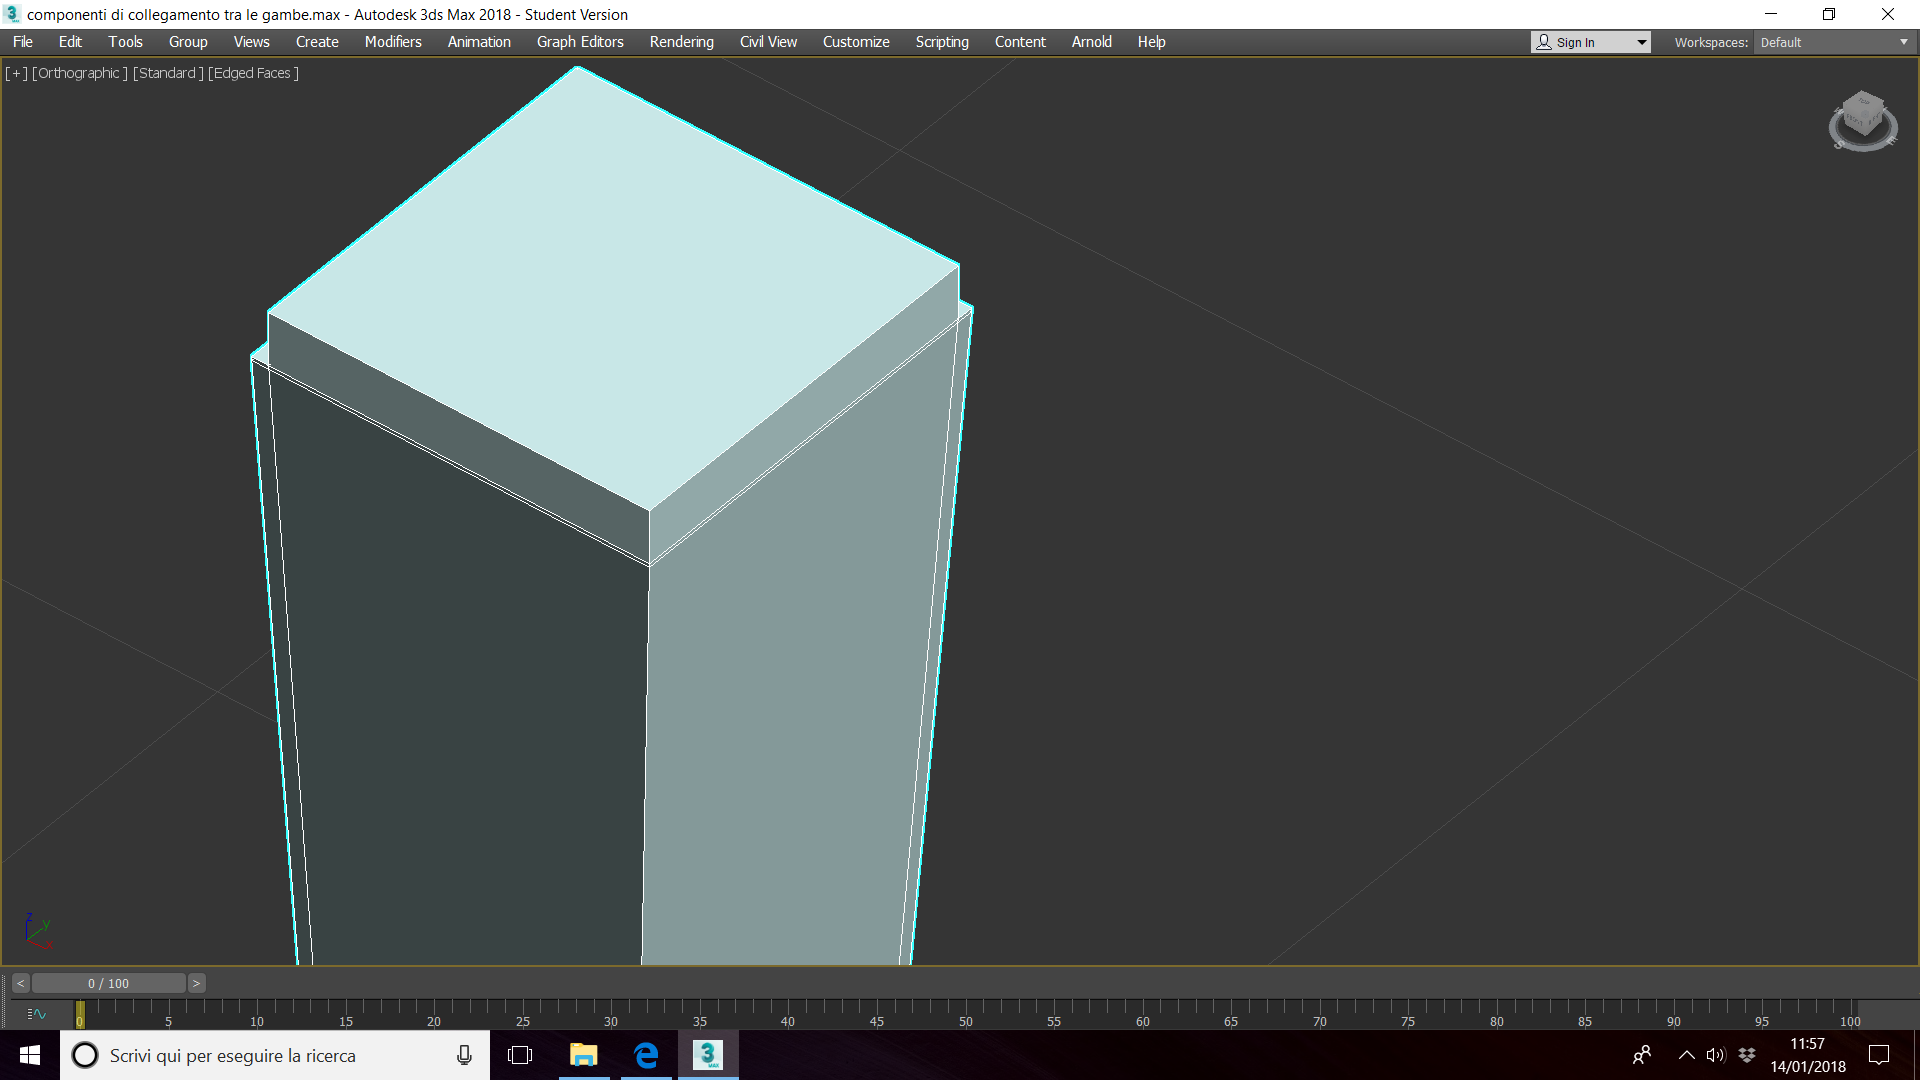 componenti di collegamento tra le gambe.max - Autodesk 3ds Max 2018 - Student Version
File Edit Tools Group Views Create Modifiers Animation Graph Editors Rendering Civil View Customize Scripting Content Arnold Help Sign In Workspaces: Default
[+] [Orthographic ] [Standard ] [Edged Faces ]
S E
z y x
< 0 / 100 >
0 5 10 15 20 25 30 35 40 45 50 55 60 65 70 75 80 85 90 95 100
Scrivi qui per eseguire la ricerca
3 MAX
11:57
14/01/2018